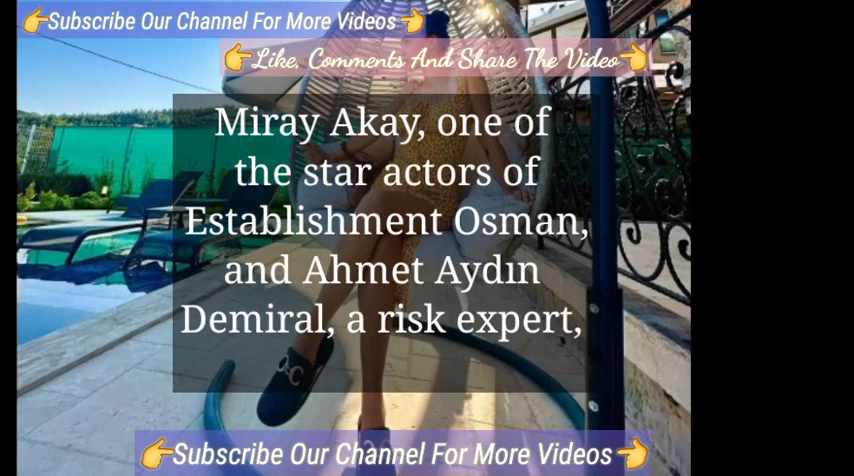 👉Subscribe Our Channel For More Videos👈
👉Like, Comments And Share The Video👈
Miray Akay, one of
the star actors of
Establishment Osman,
and Ahmet Aydın
Demiral, a risk expert,
👉Subscribe Our Channel For More Videos👈